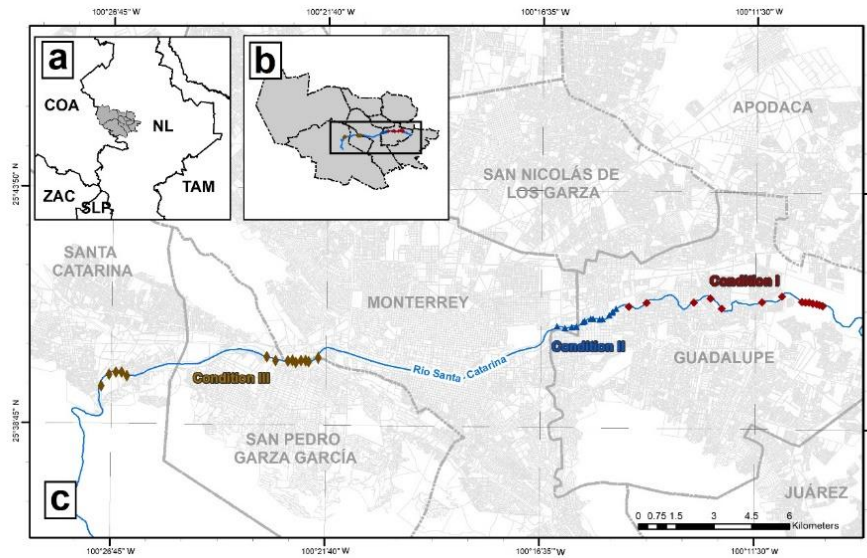 100°26'45" W 100°21'40" W 100°16'35" W 100°11'30" W
a
COA
NL
ZAC
SLP
TAM
b
25°43'50" N
25°38'45" N
APODACA
SAN NICOLÁS DE
LOS GARZA
SANTA
CATARINA
MONTERREY
Condition I
Condition II
GUADALUPE
Río Santa Catarina
Condition III
SAN PEDRO
GARZA GARCÍA
JUÁREZ
c
0 0.75 1.5 3 4.5 6
Kilometers
100°26'45" W 100°21'40" W 100°16'35" W 100°11'30" W